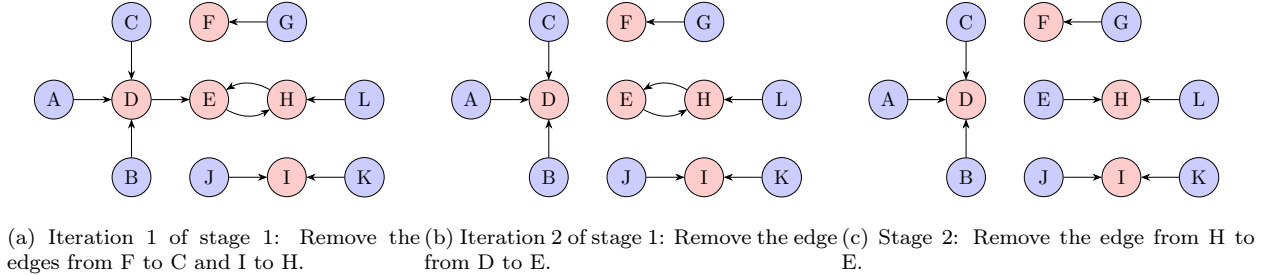 C F G C F G C F G
A D E H L A D E H L A D E H L
B J I K B J I K B J I K
(a) Iteration 1 of stage 1: Remove the
edges from F to C and I to H.
(b) Iteration 2 of stage 1: Remove the edge
from D to E.
(c) Stage 2: Remove the edge from H to
E.